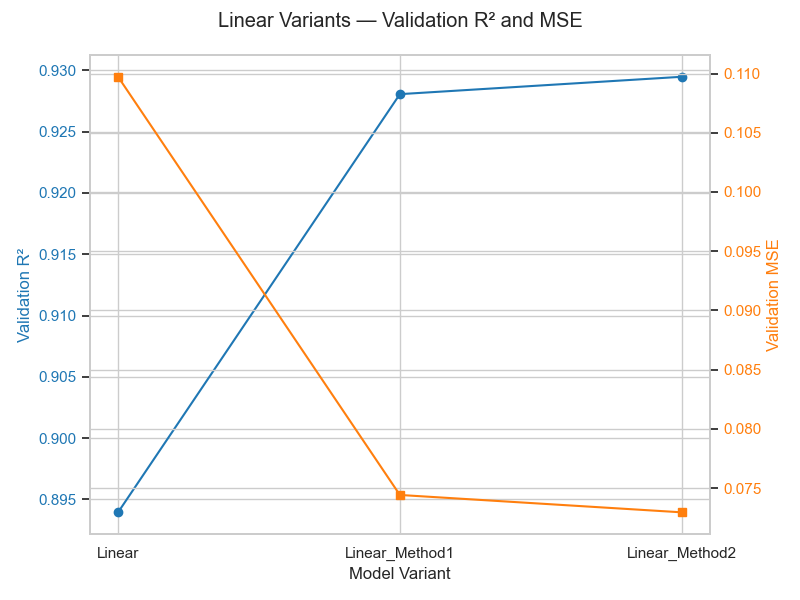 Linear Variants — Validation R² and MSE
0.930
0.925
0.920
0.915
0.910
0.905
0.900
0.895
Validation R²
0.110
0.105
0.100
0.095
0.090
0.085
0.080
0.075
Validation MSE
Linear
Linear_Method1
Linear_Method2
Model Variant